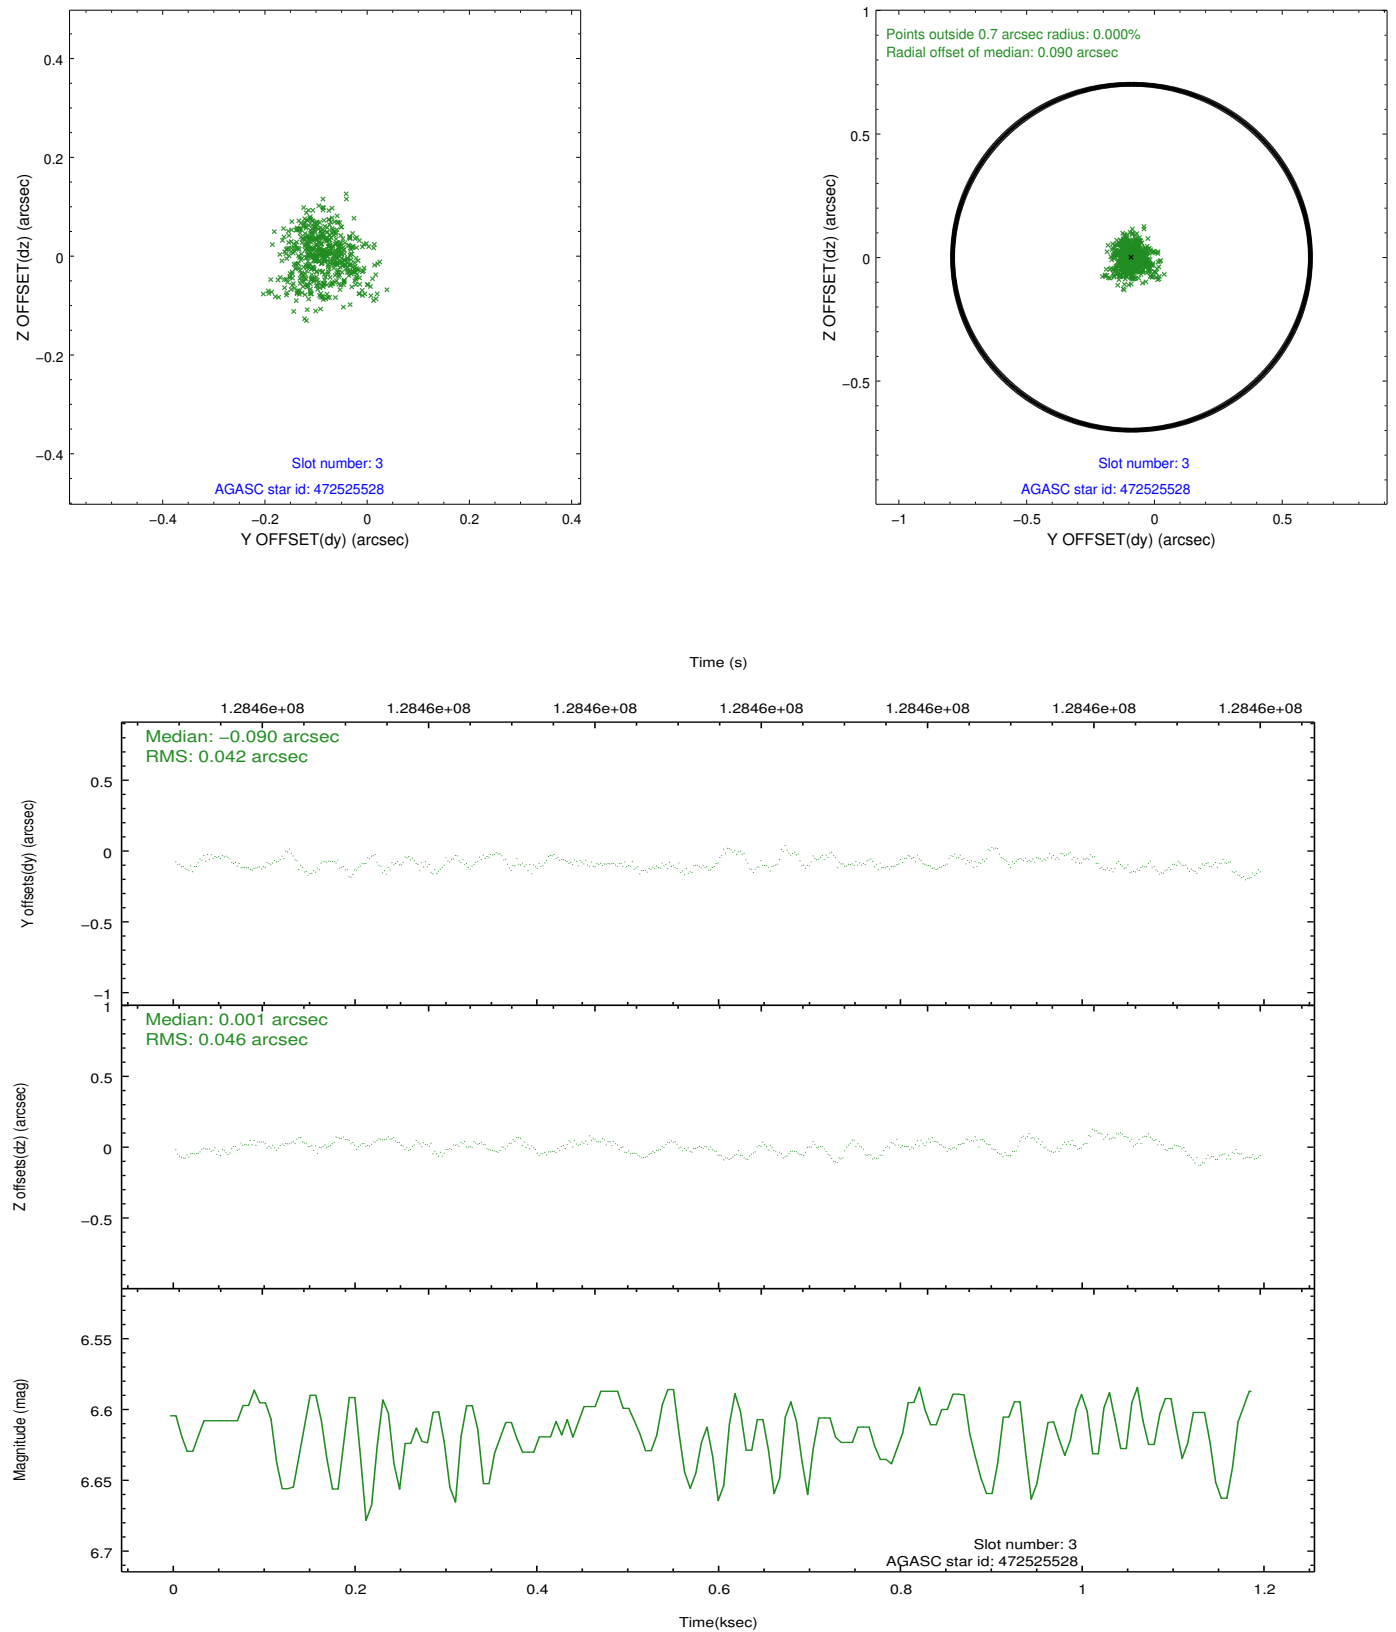 0.4
0.2
0
−0.2
−0.4
Z OFFSET(dz) (arcsec)
Slot number: 3
AGASC star id: 472525528
−0.4
−0.2
0
0.2
0.4
Y OFFSET(dy) (arcsec)
Points outside 0.7 arcsec radius: 0.000%
Radial offset of median: 0.090 arcsec
1
0.5
0
−0.5
Z OFFSET(dz) (arcsec)
Slot number: 3
AGASC star id: 472525528
−1
−0.5
0
0.5
Y OFFSET(dy) (arcsec)
Time (s)
1.2846e+08
1.2846e+08
1.2846e+08
1.2846e+08
1.2846e+08
1.2846e+08
1.2846e+08
Median: −0.090 arcsec
RMS: 0.042 arcsec
0.5
0
−0.5
−1
Y offsets(dy) (arcsec)
Median: 0.001 arcsec
RMS: 0.046 arcsec
1
0.5
0
−0.5
Z offsets(dz) (arcsec)
6.55
6.6
6.65
6.7
Magnitude (mag)
Slot number: 3
AGASC star id: 472525528
0
0.2
0.4
0.6
0.8
1
1.2
Time(ksec)